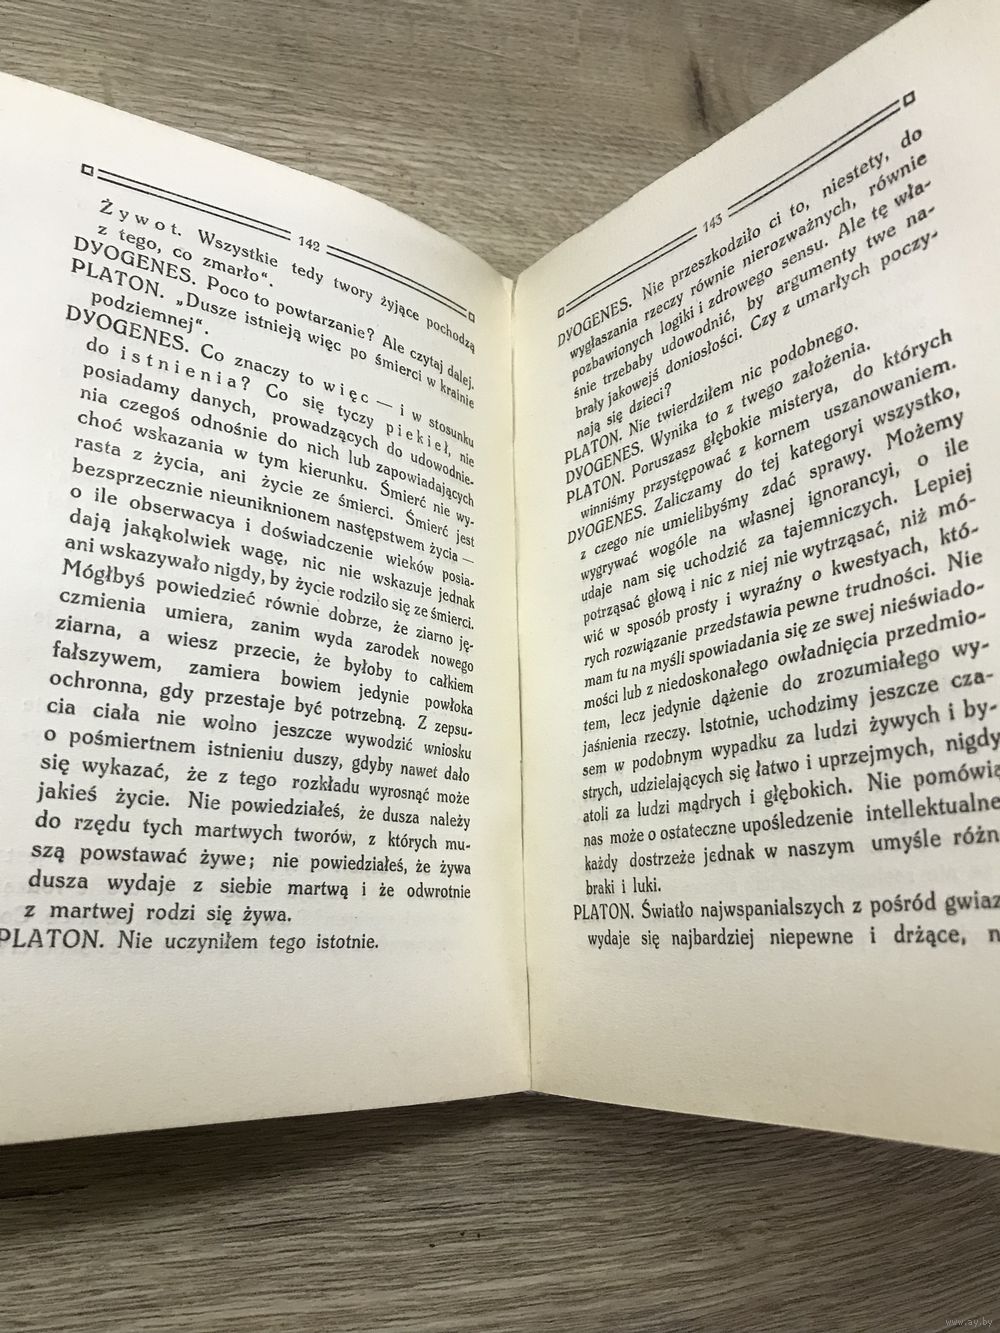 142
Żywot. Wszystkie tedy twory żyjące pochodzą
z tego, co zmarło“.
DYOGENES. Poco to powtarzanie? Ale czytaj dalej.
PLATON. „Dusze istnieją więc po śmierci w krainie
podziemnej“.
DYOGENES. Co znaczy to więc — i w stosunku
do istnienia? Co się tyczy piekieł, nie
posiadamy danych, prowadzących do udowodnie-
nia czegoś odnośnie do nich lub zapowiadających
choć wskazania w tym kierunku. Śmierć nie wy-
rasta z życia, ani życie ze śmierci. Śmierć jest
bezsprzecznie nieuniknionem następstwem życia —
o ile obserwacya i doświadczenie wieków posia-
dają jakąkolwiek wagę, nic nie wskazuje jednak
ani wskazywało nigdy, by życie rodziło się ze śmierci.
Mógłbyś powiedzieć równie dobrze, że ziarno ję-
czmienia umiera, zanim wyda zarodek nowego
ziarna, a wiesz przecie, że byłoby to całkiem
fałszywem, zamiera bowiem jedynie powłoka
ochronna, gdy przestaje być potrzebną. Z zepsu-
cia ciała nie wolno jeszcze wywodzić wniosku
o pośmiertnem istnieniu duszy, gdyby nawet dało
się wykazać, że z tego rozkładu wyrosnąć może
jakieś życie. Nie powiedziałeś, że dusza należy
do rzędu tych martwych tworów, z których mu-
szą powstawać żywe; nie powiedziałeś, że żywa
dusza wydaje z siebie martwą i że odwrotnie
z martwej rodzi się żywa.
PLATON. Nie uczyniłem tego istotnie.
143
DYOGENES. Nie przeszkodziło ci to, niestety, do
wygłaszania rzeczy równie nierozważnych, równie
pozbawionych logiki i zdrowego sensu. Ale tę wła-
śnie trzebaby udowodnić, by argumenty twe na-
brały jakowejś doniosłości. Czy z umarłych poczy-
nają się dzieci?
PLATON. Nie twierdziłem nic podobnego.
DYOGENES. Wynika to z twego założenia.
PLATON. Poruszasz głębokie misterya, do których
winniśmy przystępować z kornem uszanowaniem.
DYOGENES. Zaliczamy do tej kategoryi wszystko,
z czego nie umielibyśmy zdać sprawy. Możemy
wygrywać wogóle na własnej ignorancyi, o ile
udaje nam się uchodzić za tajemniczych. Lepiej
potrząsać głową i nic z niej nie wytrząsać, niż mó-
wić w sposób prosty i wyraźny o kwestyach, któ-
rych rozwiązanie przedstawia pewne trudności. Nie
mam tu na myśli spowiadania się ze swej nieświado-
mości lub z niedoskonałego owładnięcia przedmio-
tem, lecz jedynie dążenie do zrozumiałego wy-
jaśnienia rzeczy. Istotnie, uchodzimy jeszcze cza-
sem w podobnym wypadku za ludzi żywych i by-
strych, udzielających się łatwo i uprzejmych, nigdy
atoli za ludzi mądrych i głębokich. Nie pomówią
nas może o ostateczne upośledzenie intellektualne
każdy dostrzeże jednak w naszym umyśle różn
braki i luki.
PLATON. Światło najwspanialszych z pośród gwiaz
wydaje się najbardziej niepewne i drżące, n
www.ay.by